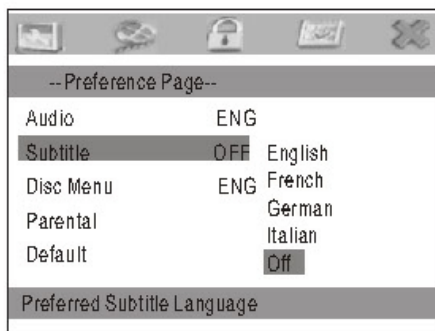 --Preference Page--
Audio ENG
Subtitle OFF
Disc Menu ENG
Parental
Default
English
French
German
Italian
Off
Preferred Subtitle Language